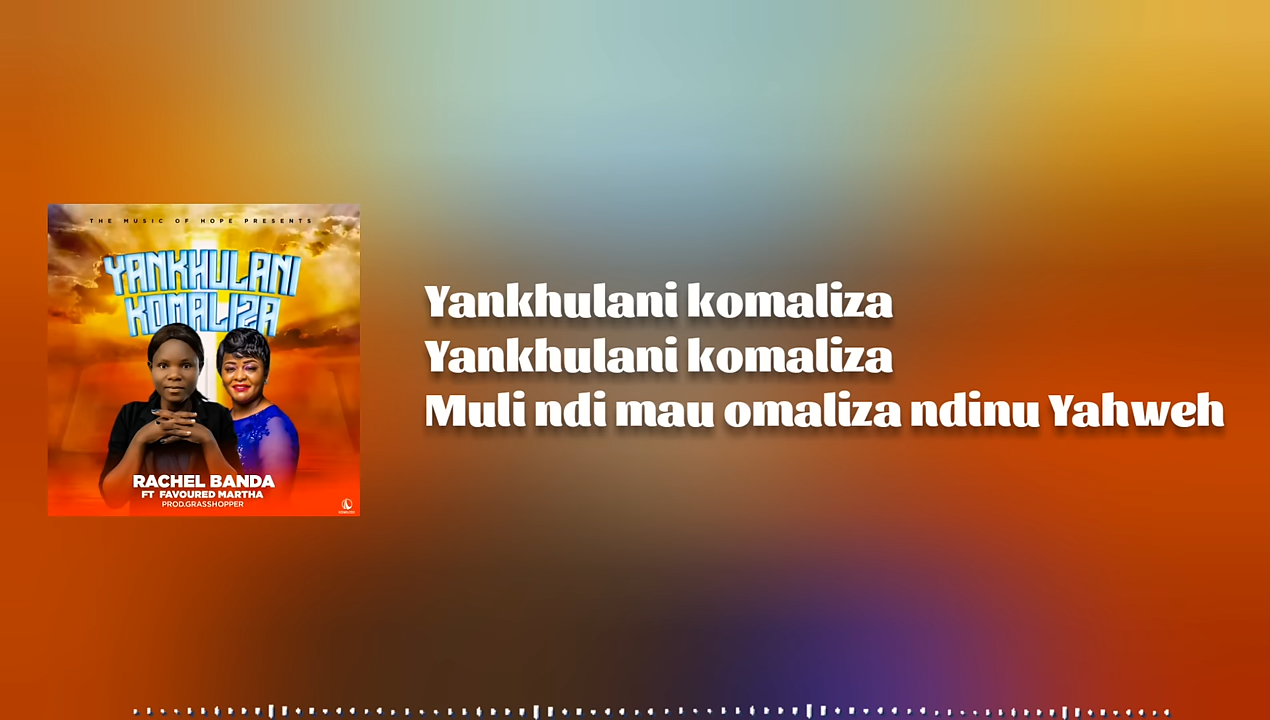 THE MUSIC OF HOPE PRESENTS
YANKHULANI
KOMALIZA
RACHEL BANDA
FT FAVOURED MARTHA
PROD.GRASSHOPPER
Yankhulani komaliza
Yankhulani komaliza
Muli ndi mau omaliza ndinu Yahweh